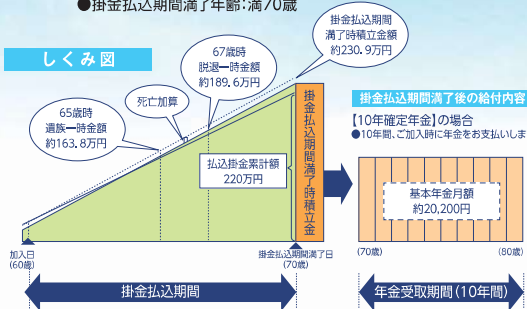 ●掛金払込期間満了年齢:満70歳
しくみ図
掛金払込期間
満了時積立金額
約230.9万円
67歳時
脱退一時金額
約189.6万円
死亡加算
65歳時
遺族一時金額
約163.8万円
払込掛金累計額
220万円
掛金払込期間満了時積立金
掛金払込期間満了後の給付内容
【10年確定年金】の場合
●10年間、ご加入時に年金をお支払いしま
基本年金月額
約20,200円
加入日
(60歳)
掛金払込期間満了日
(70歳)
(70歳)
(80歳)
掛金払込期間
年金受取期間(10年間)